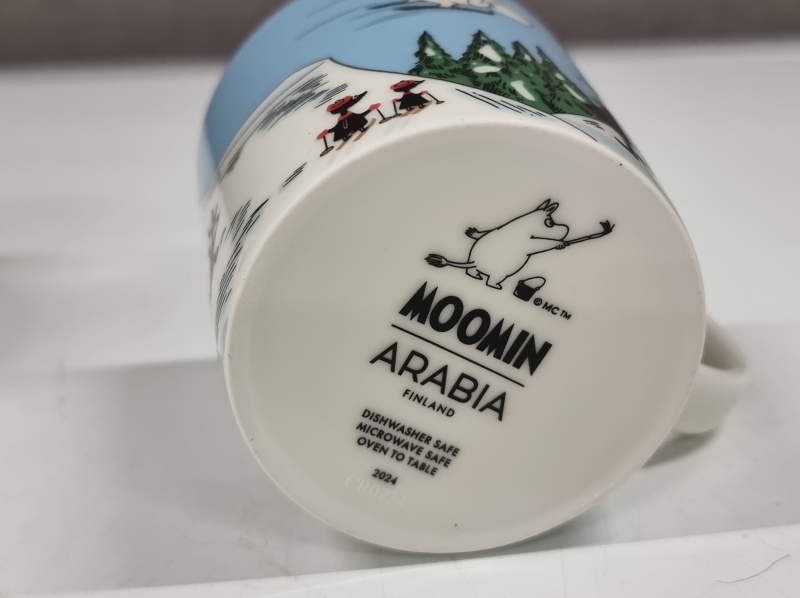 © MC™
MOOMIN
ARABIA
FINLAND
DISHWASHER SAFE
MICROWAVE SAFE
OVEN TO TABLE
2024